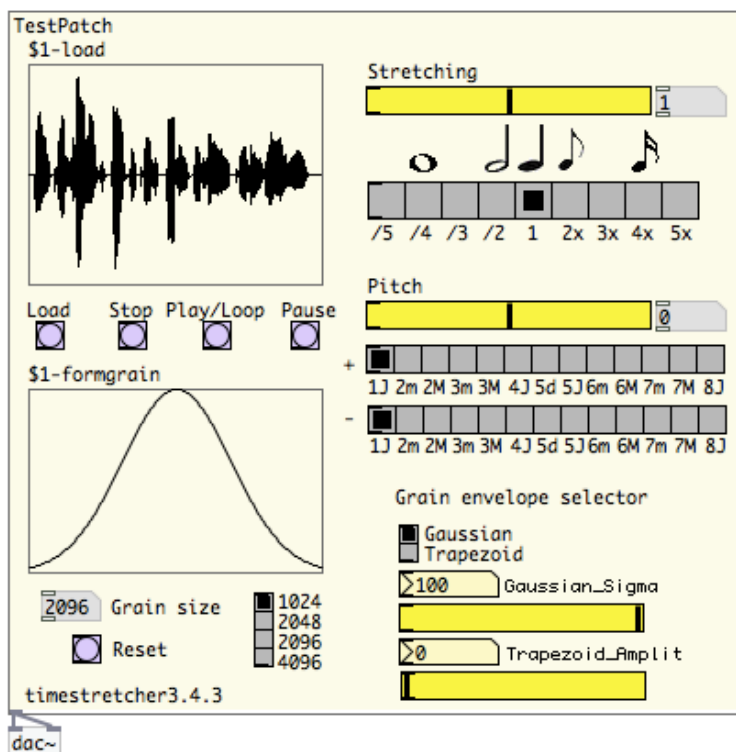 TestPatch
$1-load
Stretching
1
/5 /4 /3 /2 1 2x 3x 4x 5x
Load Stop Play/Loop Pause
Pitch
0
+
1J 2m 2M 3m 3M 4J 5d 5J 6m 6M 7m 7M 8J
-
1J 2m 2M 3m 3M 4J 5d 5J 6m 6M 7m 7M 8J
$1-formgrain
Grain envelope selector
Gaussian
Trapezoid
100 Gaussian_Sigma
0 Trapezoid_Amplit
2096 Grain size
1024
2048
2096
4096
Reset
timestretcher3.4.3
dac~